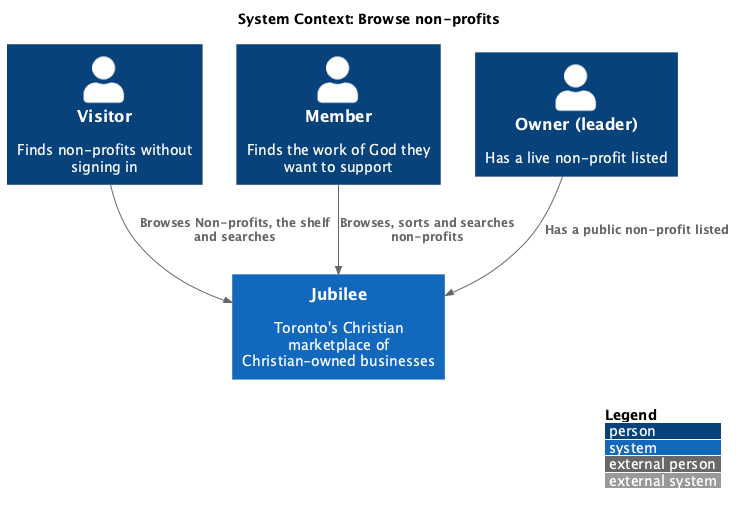 System Context: Browse non-profits
Visitor
Finds non-profits without
signing in
Member
Finds the work of God they
want to support
Owner (leader)
Has a live non-profit listed
Browses Non-profits, the shelf
and searches
Browses, sorts and searches
non-profits
Has a public non-profit listed
Jubilee
Toronto's Christian
marketplace of
Christian-owned businesses
Legend
person
system
external person
external system